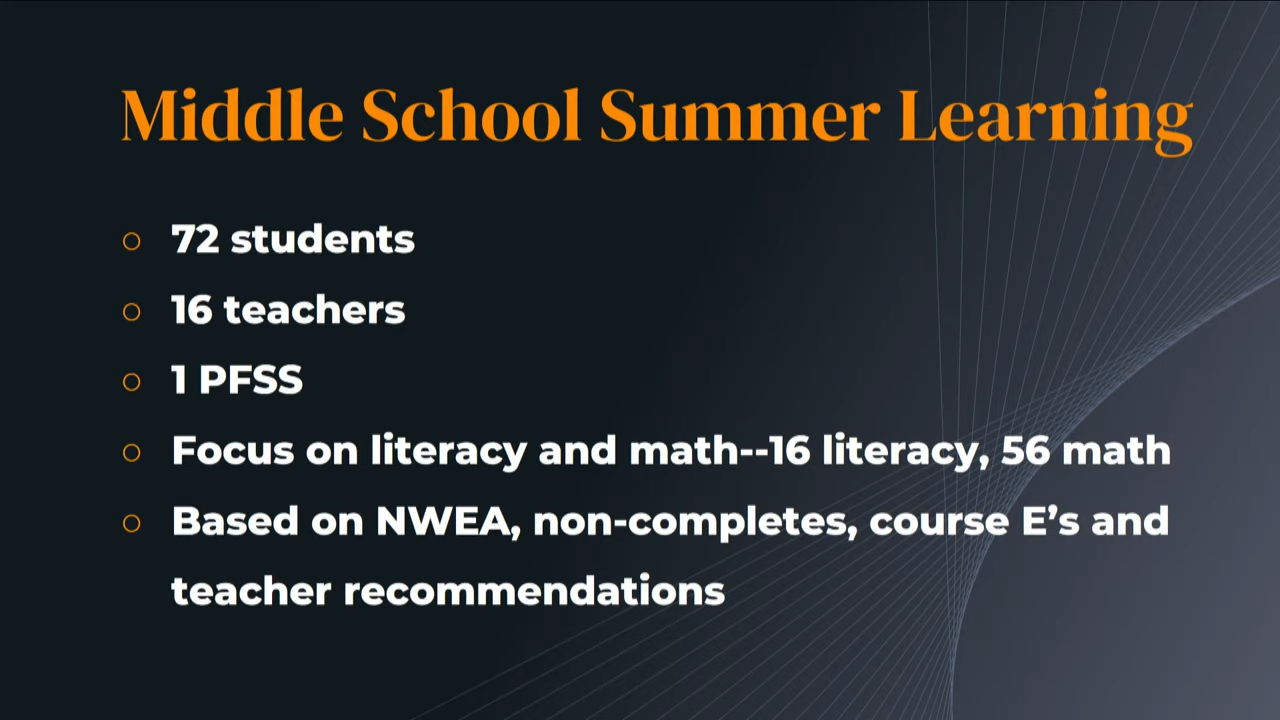 Middle School Summer Learning
72 students
16 teachers
1 PFSS
Focus on literacy and math--16 literacy, 56 math
Based on NWEA, non-completes, course E’s and
teacher recommendations